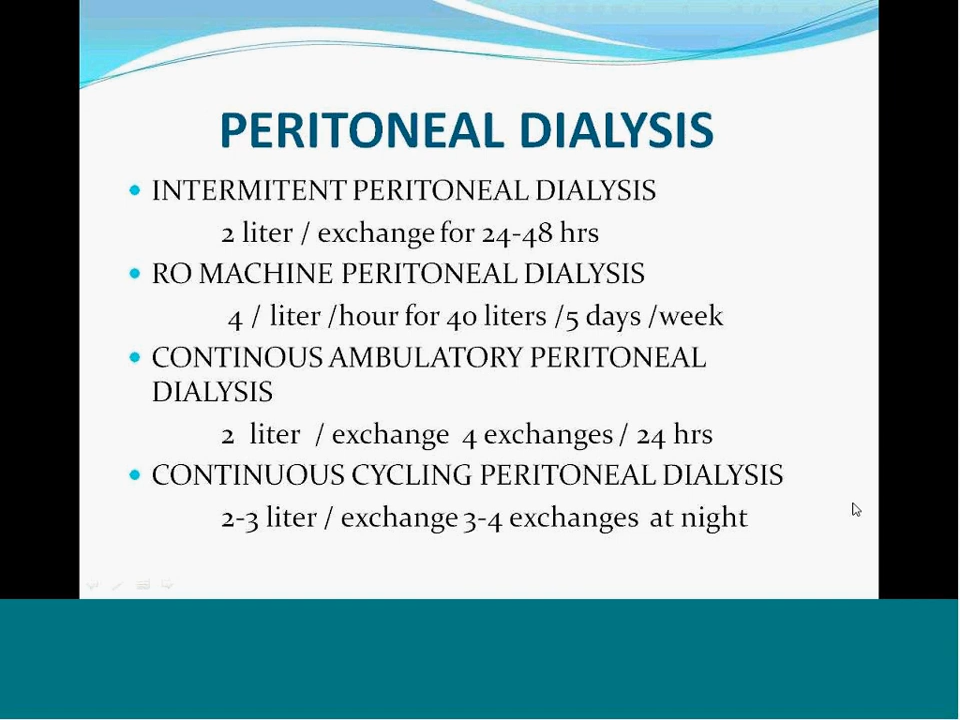 PERITONEAL DIALYSIS
• INTERMITENT PERITONEAL DIALYSIS
2 liter / exchange for 24-48 hrs
• RO MACHINE PERITONEAL DIALYSIS
4 / liter /hour for 40 liters /5 days /week
• CONTINOUS AMBULATORY PERITONEAL
DIALYSIS
2 liter / exchange 4 exchanges / 24 hrs
• CONTINUOUS CYCLING PERITONEAL DIALYSIS
2-3 liter / exchange 3-4 exchanges at night